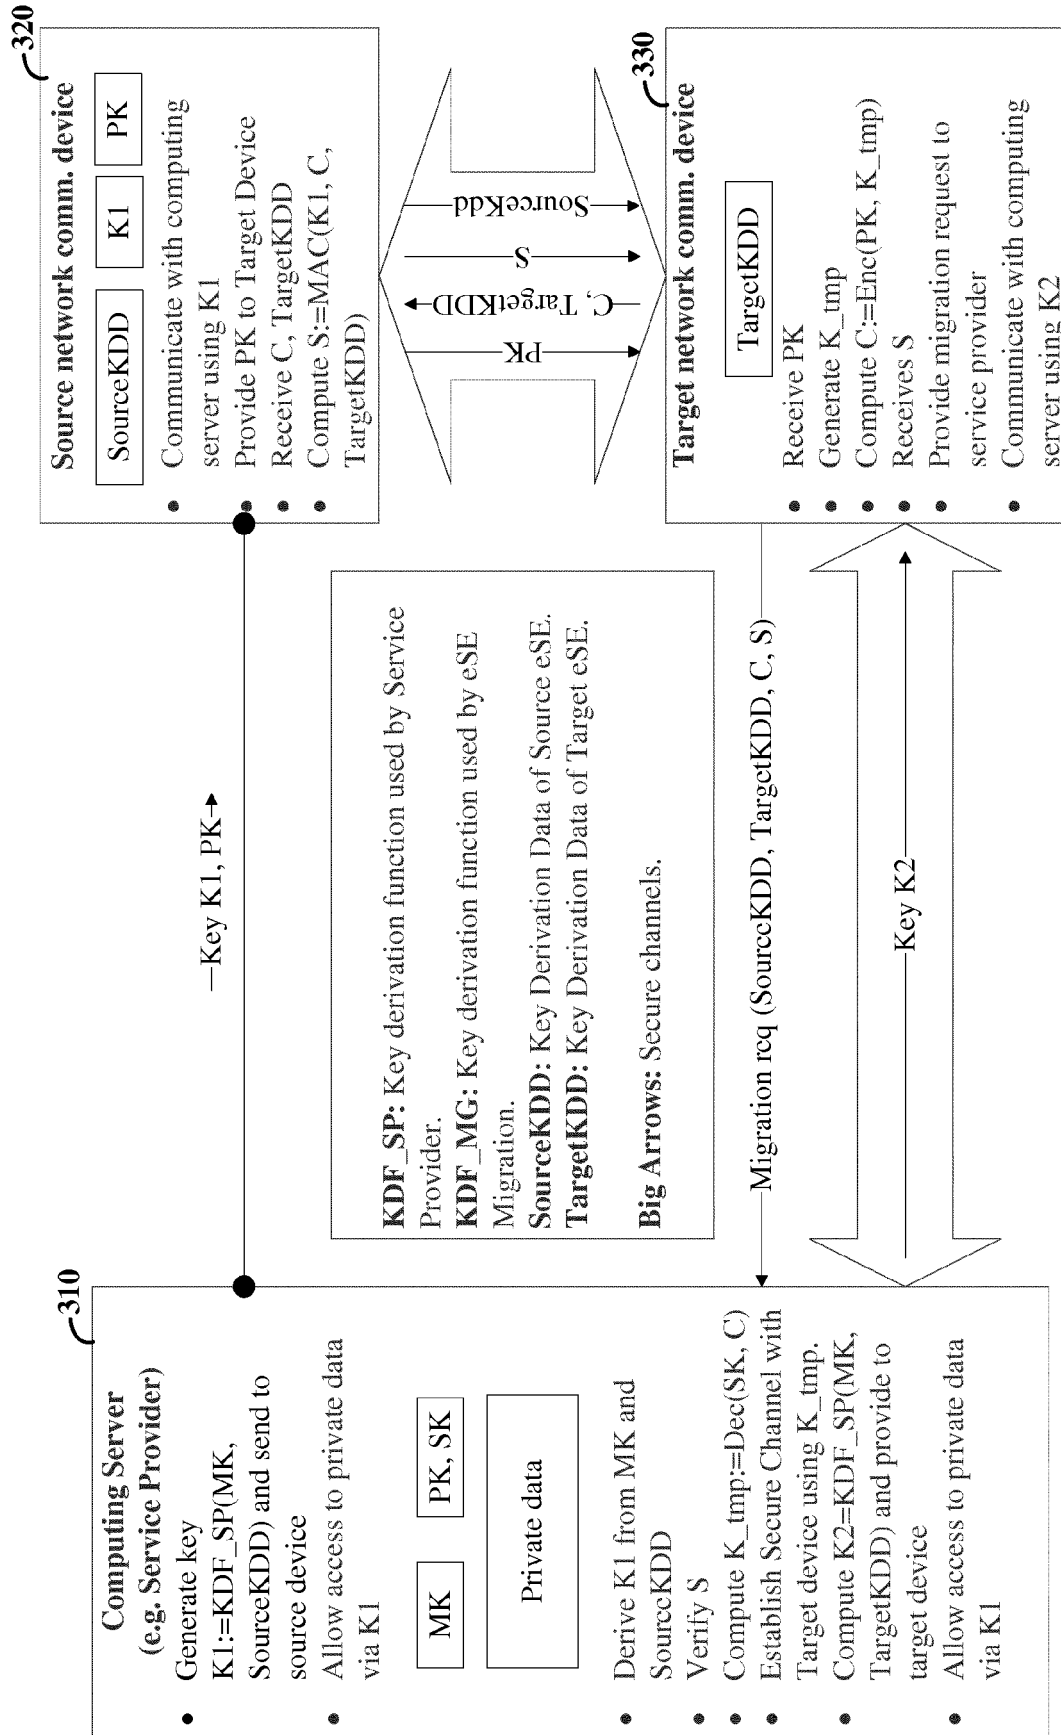 310
Computing Server
(e.g. Service Provider)
• Generate key
K1:=KDF_SP(MK,
SourceKDD) and send to
source device
• Allow access to private data
via K1
MK
PK, SK
Private data
• Derive K1 from MK and
SourceKDD
• Verify S
• Compute K_tmp:=Dec(SK, C)
• Establish Secure Channel with
Target device using K_tmp.
• Compute K2=KDF_SP(MK,
TargetKDD) and provide to
target device
• Allow access to private data
via K1
Key K1, PK
KDF_SP: Key derivation function used by Service
Provider.
KDF_MG: Key derivation function used by eSE
Migration.
SourceKDD: Key Derivation Data of Source eSE.
TargetKDD: Key Derivation Data of Target eSE.
Big Arrows: Secure channels.
Migration req (SourceKDD, TargetKDD, C, S)
Key K2
320
Source network comm. device
SourceKDD
K1
PK
• Communicate with computing
server using K1
• Provide PK to Target Device
• Receive C, TargetKDD
• Compute S:=MAC(K1, C,
TargetKDD)
PK
C, TargetKDD
S
SourceKdd
330
Target network comm. device
TargetKDD
• Receive PK
• Generate K_tmp
• Compute C:=Enc(PK, K_tmp)
• Receives S
• Provide migration request to
service provider
• Communicate with computing
server using K2